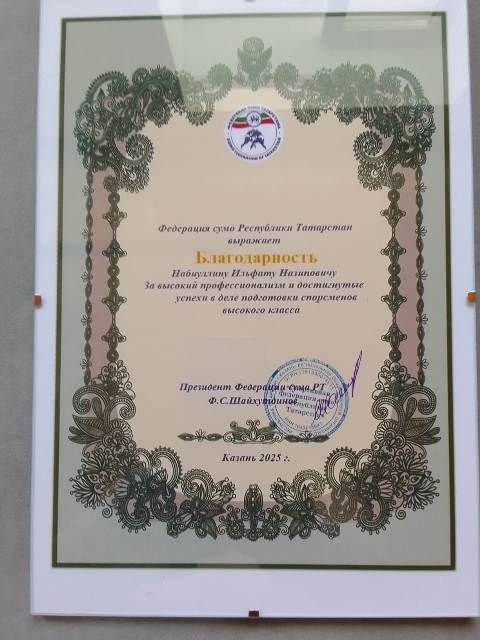 Федерация сумо Республики Татарстан
выражает
Благодарность
Набиуллину Ильфату Назиповичу
За высокий профессионализм и достигнутые
успехи в деле подготовки спорсменов
высокого класса
Президент Федерации сумо РТ
Ф.С.Шайхутдинов
Казань 2025 г.